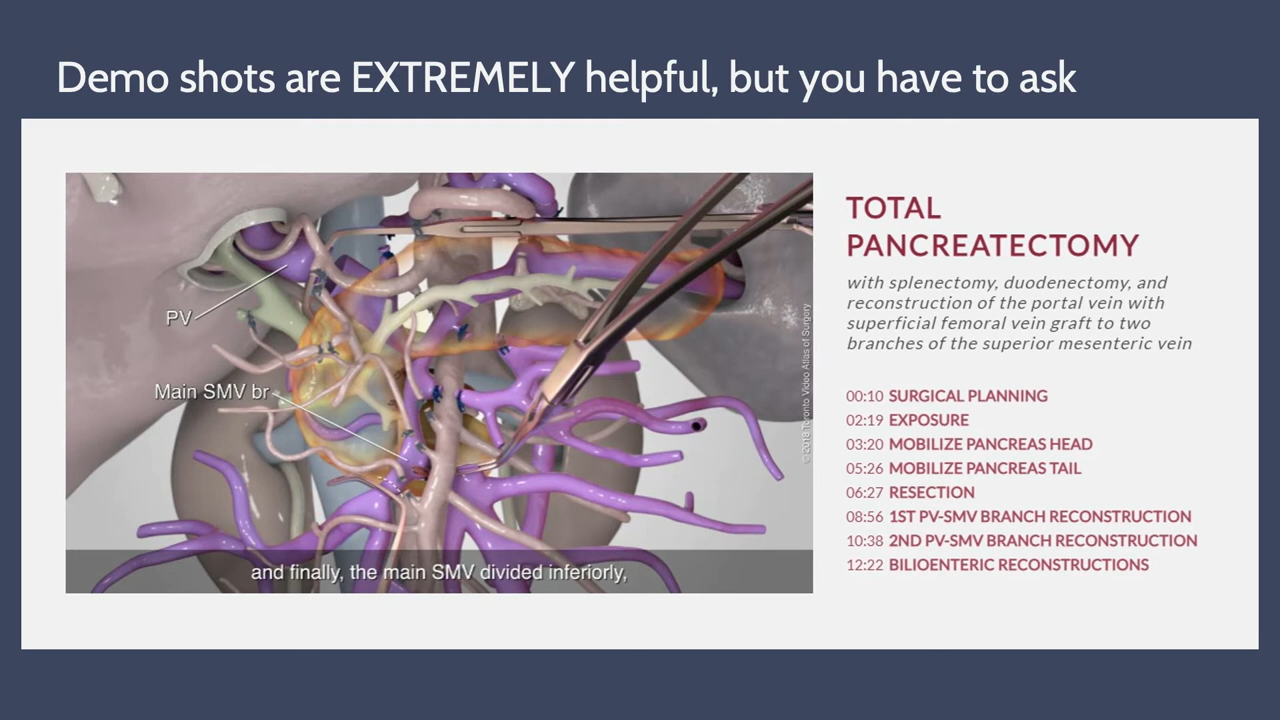 Demo shots are EXTREMELY helpful, but you have to ask
PV
Main SMV br
and finally, the main SMV divided inferiorly,
© 2018 Toronto Video Atlas of Surgery
TOTAL
PANCREATECTOMY
with splenectomy, duodenectomy, and
reconstruction of the portal vein with
superficial femoral vein graft to two
branches of the superior mesenteric vein
00:10 SURGICAL PLANNING
02:19 EXPOSURE
03:20 MOBILIZE PANCREAS HEAD
05:26 MOBILIZE PANCREAS TAIL
06:27 RESECTION
08:56 1ST PV-SMV BRANCH RECONSTRUCTION
10:38 2ND PV-SMV BRANCH RECONSTRUCTION
12:22 BILIOENTERIC RECONSTRUCTIONS